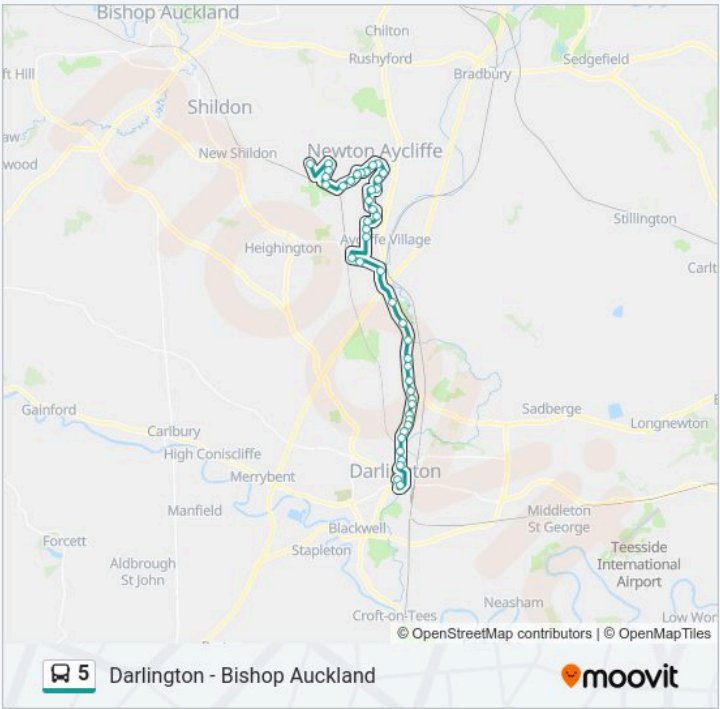 Bishop Auckland
Chilton
Rushyford
Sedgefield
ft Hill
Bradbury
Shildon
aw
wood
New Shildon
Newton Aycliffe
Stillington
Aycliffe Village
Heighington
Carlt
Gainford
Sadberge
Carlbury
Longnewton
High Coniscliffe
Darlington
Merrybent
Manfield
Middleton
St George
Blackwell
Forcett
Stapleton
Teesside
International
Airport
Aldbrough
St John
Neasham
Croft-on-Tees
Low Wor
© OpenStreetMap contributors | © OpenMapTiles
5 Darlington - Bishop Auckland
moovit